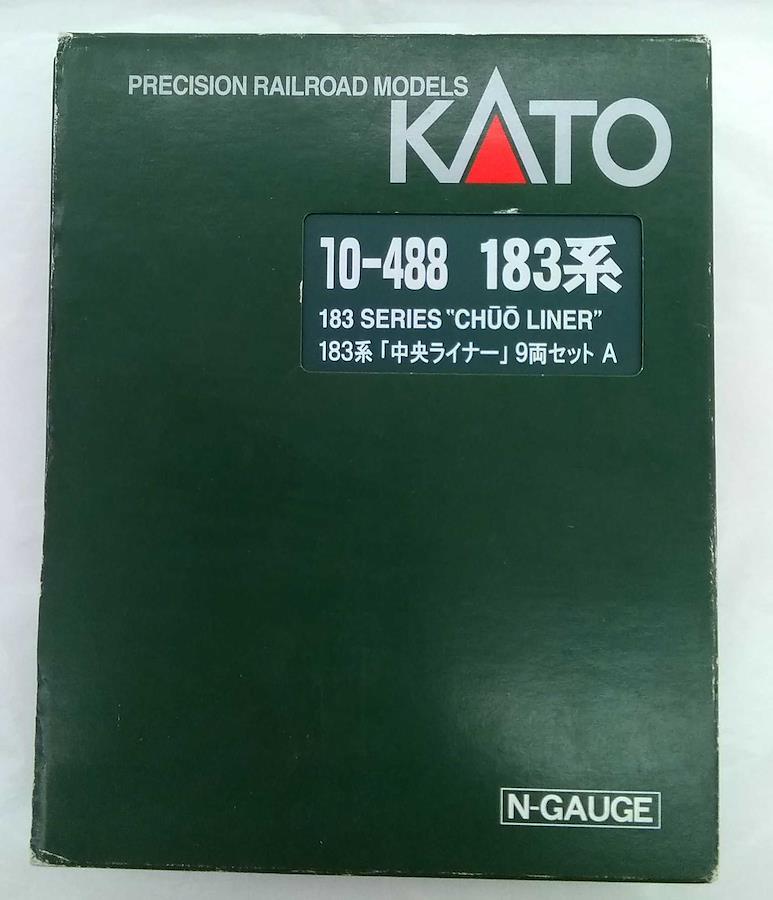 PRECISION RAILROAD MODELS
KATO
10-488 183系
183 SERIES "CHŪŌ LINER"
183系「中央ライナー」9両セット A
N-GAUGE